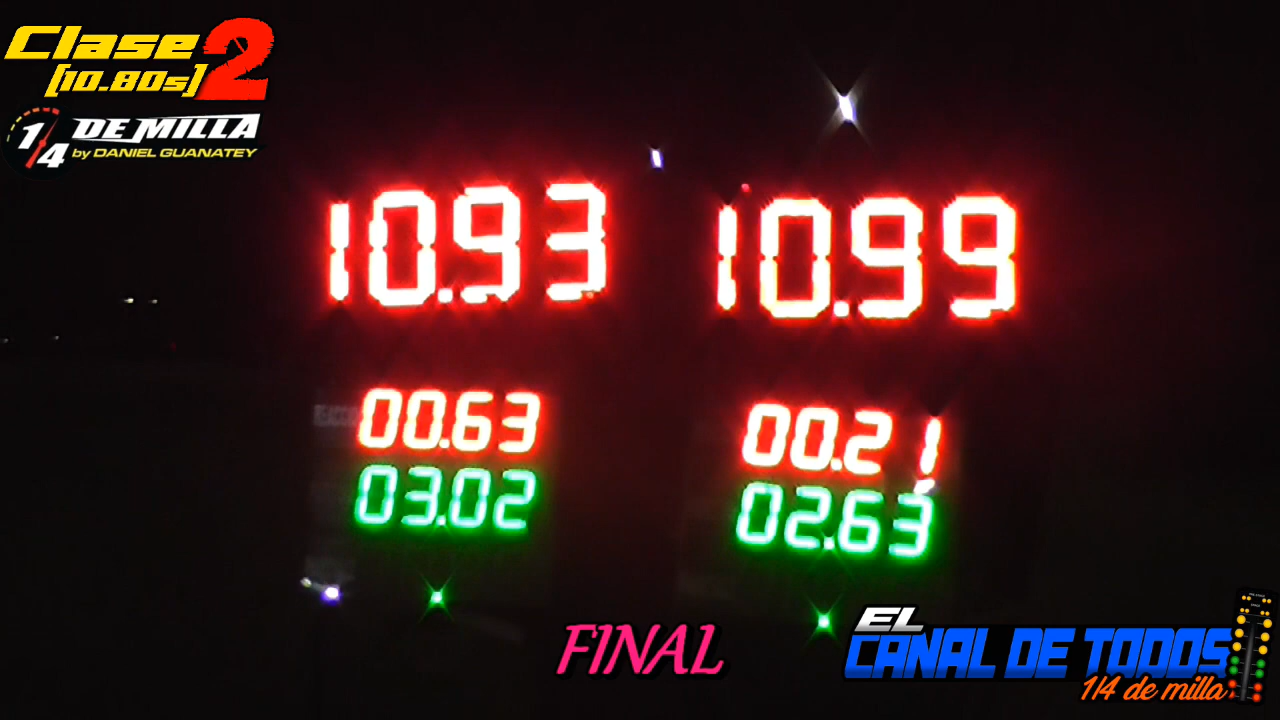 Clase 2
[10.80s]
1/4 DE MILLA
by DANIEL GUANATEY
10.93 10.99
00.63 00.21
03.02 02.63
FINAL
EL
CANAL DE TODOS
1/4 de milla